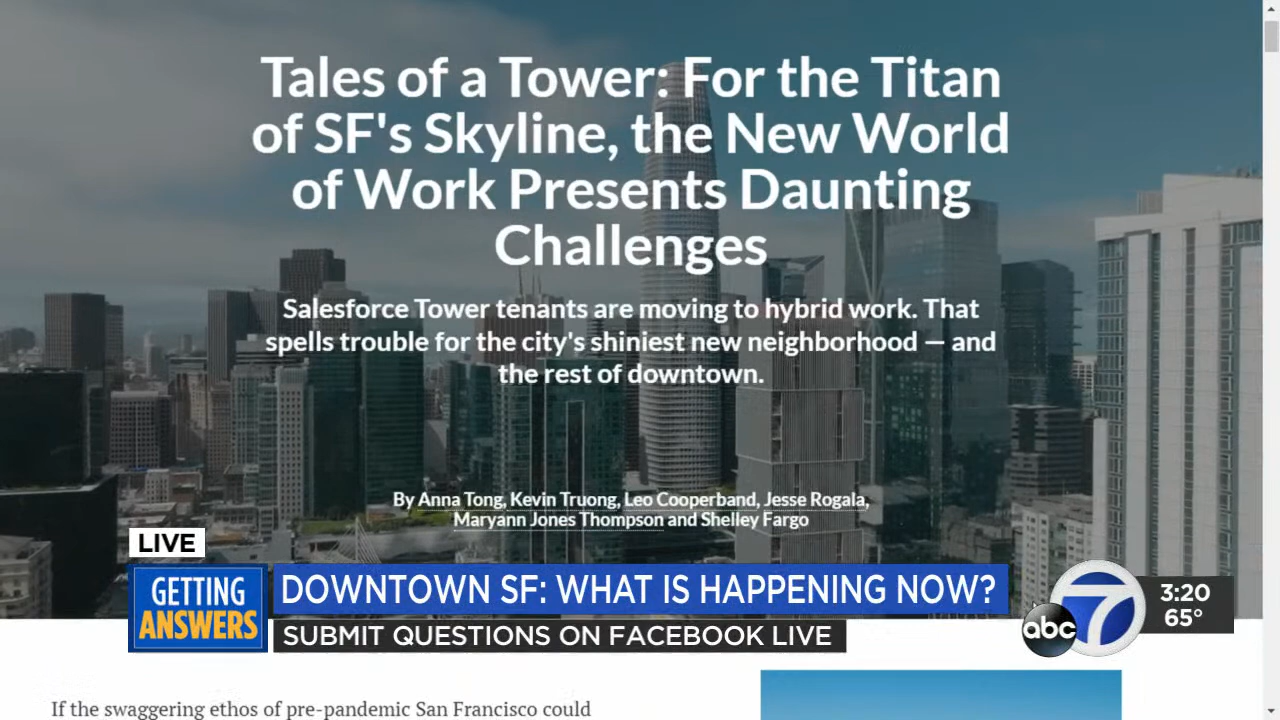 Tales of a Tower: For the Titan
of SF's Skyline, the New World
of Work Presents Daunting
Challenges
Salesforce Tower tenants are moving to hybrid work. That
spells trouble for the city's shiniest new neighborhood — and
the rest of downtown.
By Anna Tong, Kevin Truong, Leo Cooperband, Jesse Rogala,
Maryann Jones Thompson and Shelley Fargo
LIVE
GETTING
ANSWERS
DOWNTOWN SF: WHAT IS HAPPENING NOW?
SUBMIT QUESTIONS ON FACEBOOK LIVE
abc
7
3:20
65°
If the swaggering ethos of pre-pandemic San Francisco could